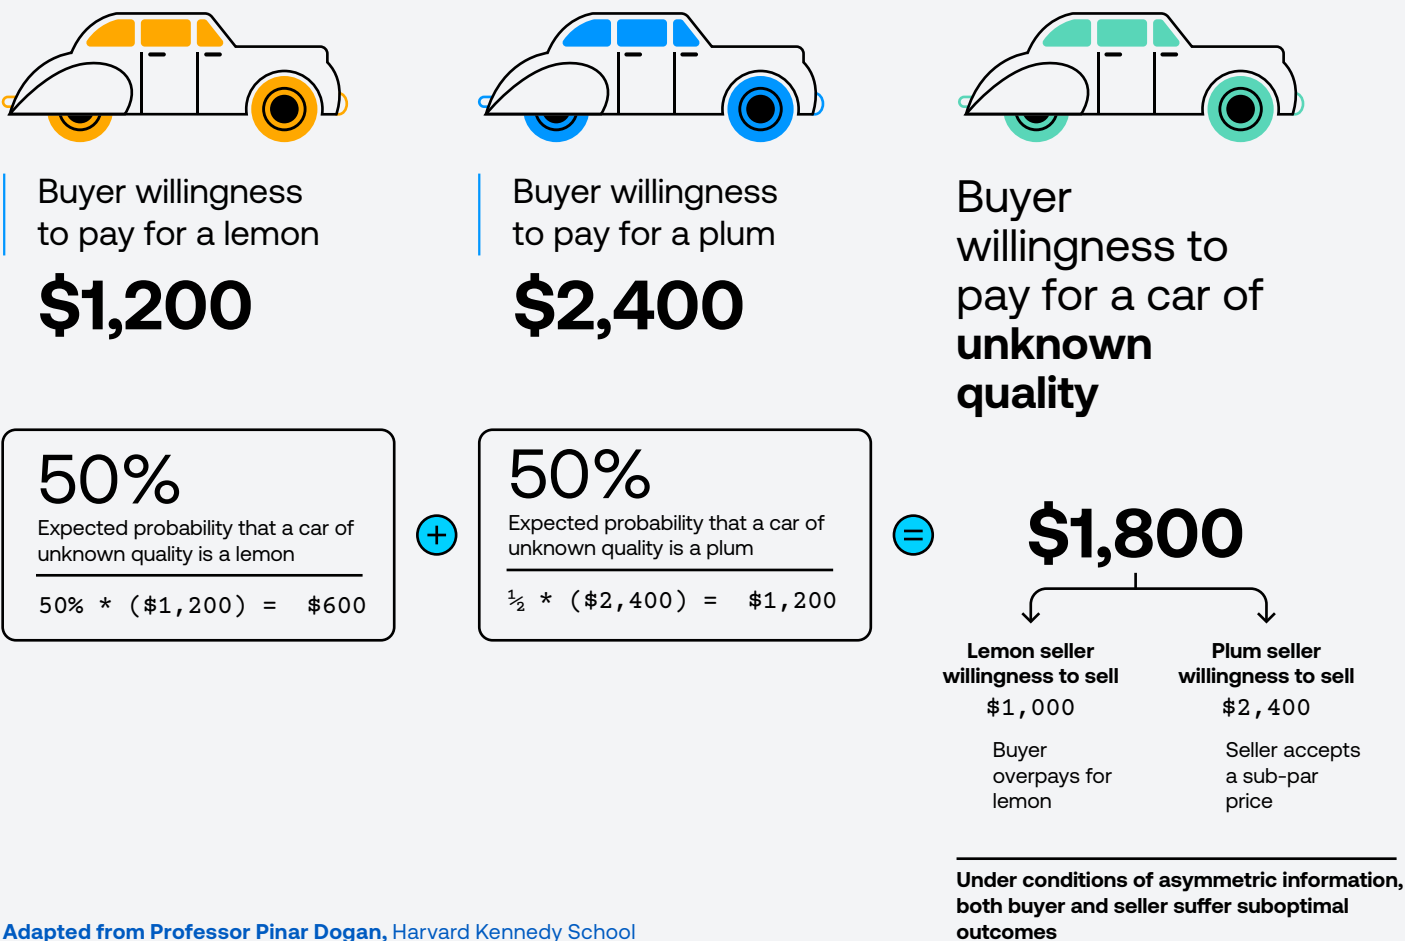 Buyer willingness
to pay for a lemon
$1,200
Buyer willingness
to pay for a plum
$2,400
Buyer
willingness to
pay for a car of
unknown
quality
50%
Expected probability that a car of
unknown quality is a lemon
50% * ($1,200) = $600
+
50%
Expected probability that a car of
unknown quality is a plum
½ * ($2,400) = $1,200
=
$1,800
Lemon seller
willingness to sell
$1,000
Buyer
overpays for
lemon
Plum seller
willingness to sell
$2,400
Seller accepts
a sub-par
price
Under conditions of asymmetric information,
both buyer and seller suffer suboptimal
outcomes
Adapted from Professor Pinar Dogan, Harvard Kennedy School